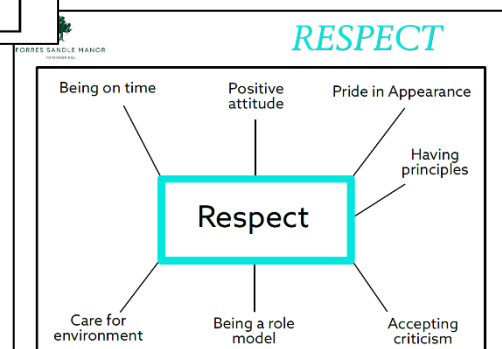 FORRES SANDLE MANOR
RESPECT
Being on time
Positive
attitude
Pride in Appearance
Having
principles
Respect
Care for
environment
Being a role
model
Accepting
criticism